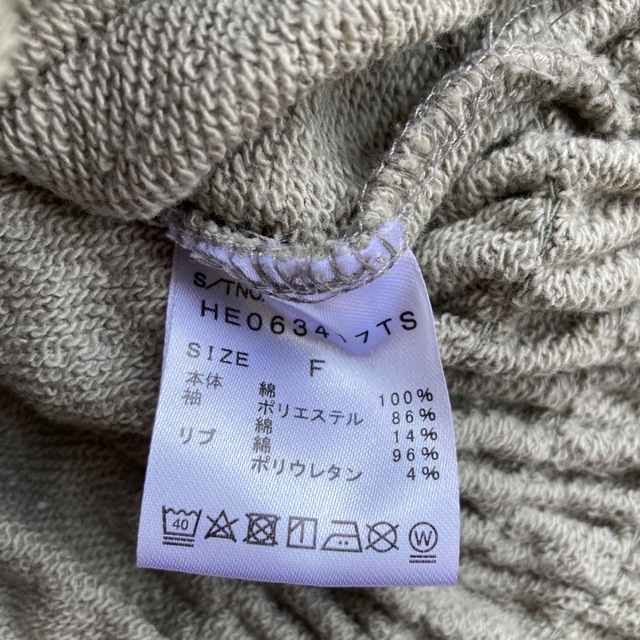 S/TNO.
SIZE F
本体 綿 100%
袖 ポリエステル 86%
綿 14%
リブ 綿 96%
ポリウレタン 4%
40 W